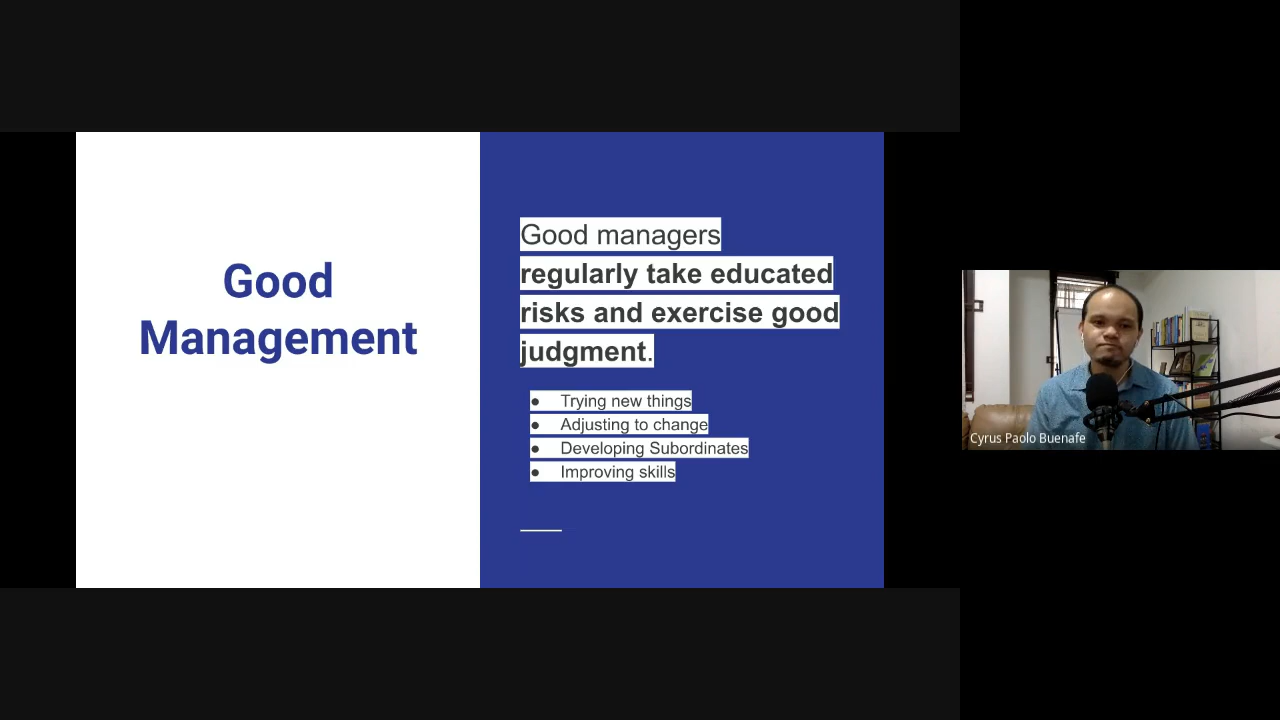 Good
Management
Good managers
regularly take educated
risks and exercise good
judgment.
● Trying new things
● Adjusting to change
● Developing Subordinates
● Improving skills
Cyrus Paolo Buenafe